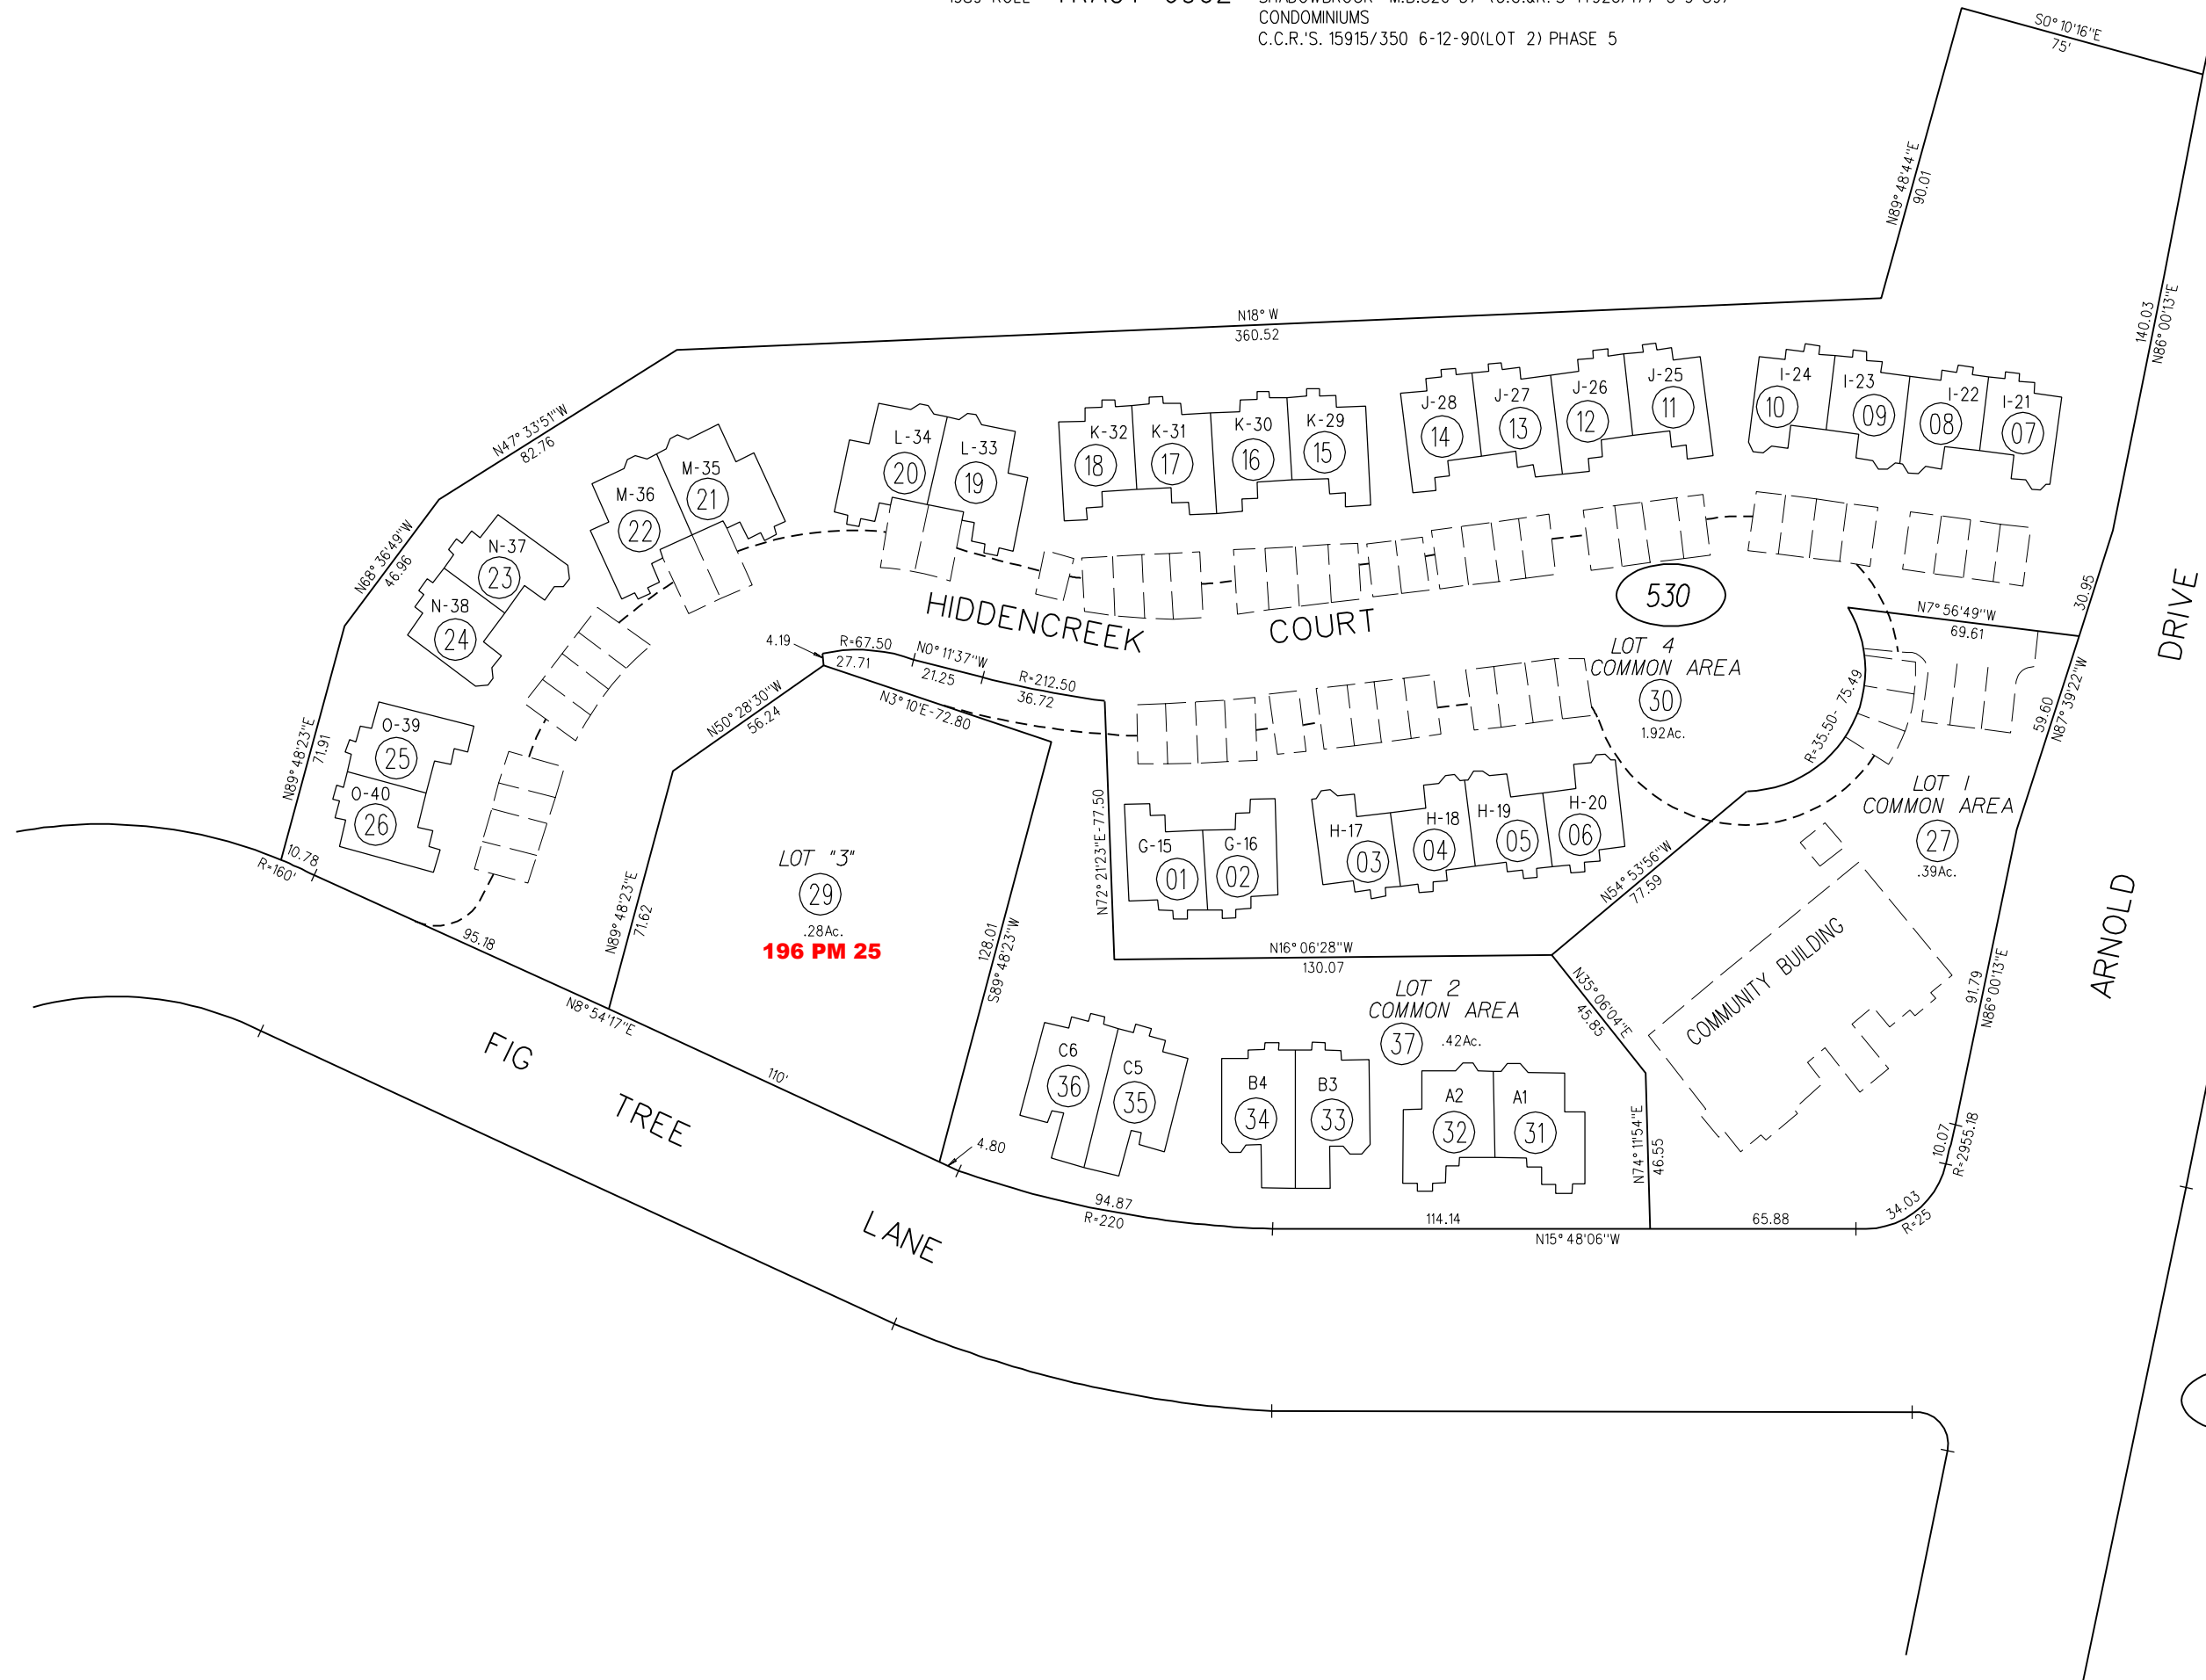 CONDOMINIUMS
C.C.R.'S. 15915/350 6-12-90(LOT 2) PHASE 5
S0° 10'16"E
75'
N89° 48'44"E
90.01
140.03
N86° 00'13"E
N18° W
360.52
N47° 33'51"W
82.76
N68° 36'49"W
46.96
N89° 48'23"E
71.91
I-24
10
I-23
09
I-22
08
I-21
07
J-28
14
J-27
13
J-26
12
J-25
11
K-32
18
K-31
17
K-30
16
K-29
15
L-34
20
L-33
19
M-36
22
M-35
21
N-37
23
N-38
24
O-39
25
O-40
26
HIDDENCREEK COURT
530
LOT 4
COMMON AREA
30
1.92Ac.
30.95
N7° 56'49"W
69.61
59.60
N87° 39'22"W
R=35.50- 75.49
4.19
R=67.50
27.71
N0° 11'37"W
21.25
R=212.50
36.72
N3° 10'E-72.80
N50° 28'30"W
56.24
N72° 21'23"E-77.50
G-15
01
G-16
02
H-17
03
H-18
04
H-19
05
H-20
06
LOT 1
COMMON AREA
27
.39Ac.
N54° 53'56"W
77.59
LOT "3"
29
.28Ac.
196 PM 25
N89° 48'23"E
71.62
128.01
S89° 48'23"W
10.78
R=160'
95.18
N8° 54'17"E
110'
4.80
N16° 06'28"W
130.07
LOT 2
COMMON AREA
37
.42Ac.
N35° 06'04"E
45.85
COMMUNITY BUILDING
91.79
N86° 00'13"E
C6
36
C5
35
B4
34
B3
33
A2
32
A1
31
N74° 11'54"E
46.55
10.07
R=2955.18
34.03
R=25
94.87
R=220
114.14
N15° 48'06"W
65.88
FIG TREE LANE
ARNOLD DRIVE